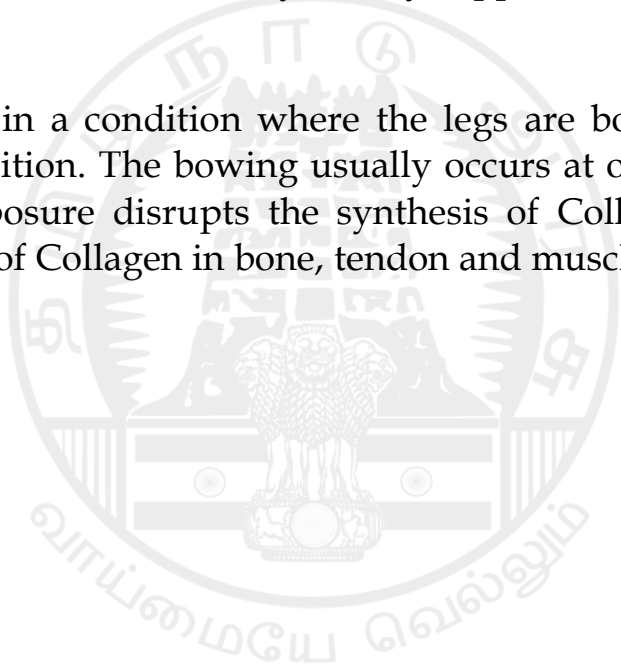 in a condition where the legs are bo
ition. The bowing usually occurs at o
posure disrupts the synthesis of Coll
of Collagen in bone, tendon and muscl
வாய்மையே வெல்லும்